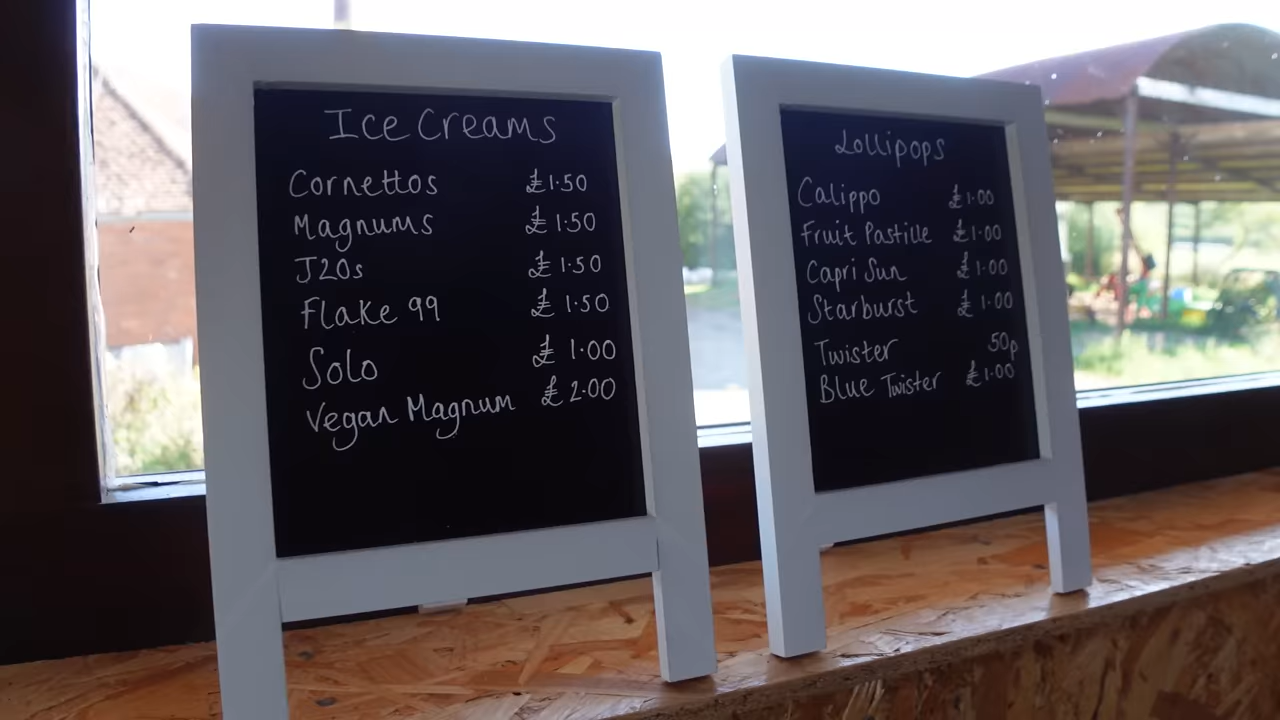 Ice Creams
Cornettos £1.50
Magnums £1.50
J20s £1.50
Flake 99 £1.50
Solo £1.00
Vegan Magnum £2.00
Lollipops
Calippo £1.00
Fruit Pastille £1.00
Capri Sun £1.00
Starburst £1.00
Twister 50p
Blue Twister £1.00